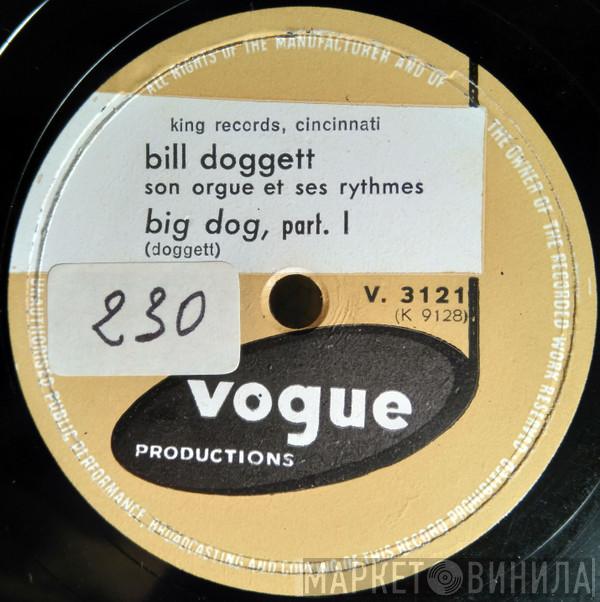 ALL RIGHTS OF THE MANUFACTURER AND OF
THE OWNER OF THE RECORDED WORK RESERVED.
UNAUTHORISED PUBLIC PERFORMANCE, BROADCASTING AND COPYING OF THIS RECORD PROHIBITED.
king records, cincinnati
bill doggett
son orgue et ses rythmes
big dog, part. I
(doggett)
230
V. 3121
(K 9128)
vogue
PRODUCTIONS
МАРКЕТ ВИНИЛА